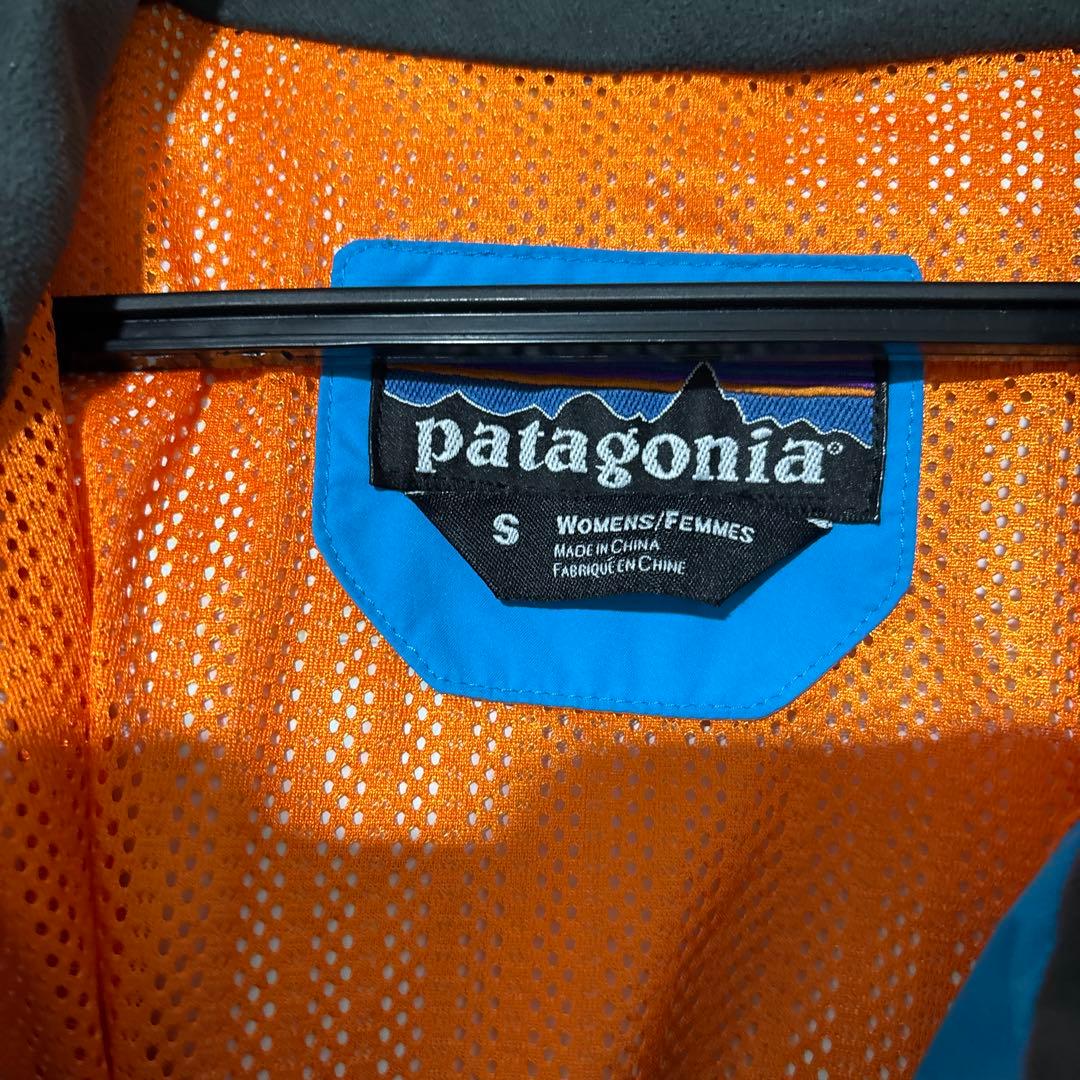 patagonia®
S WOMENS/FEMMES
MADE IN CHINA
FABRIQUÉ EN CHINE